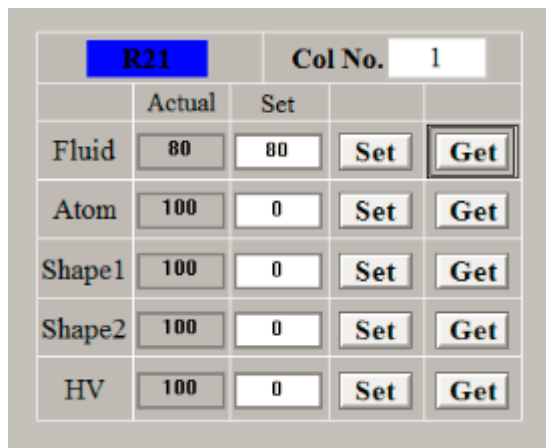 R21 Col No. 1
Actual Set
Fluid 80 80 Set Get
Atom 100 0 Set Get
Shape1 100 0 Set Get
Shape2 100 0 Set Get
HV 100 0 Set Get